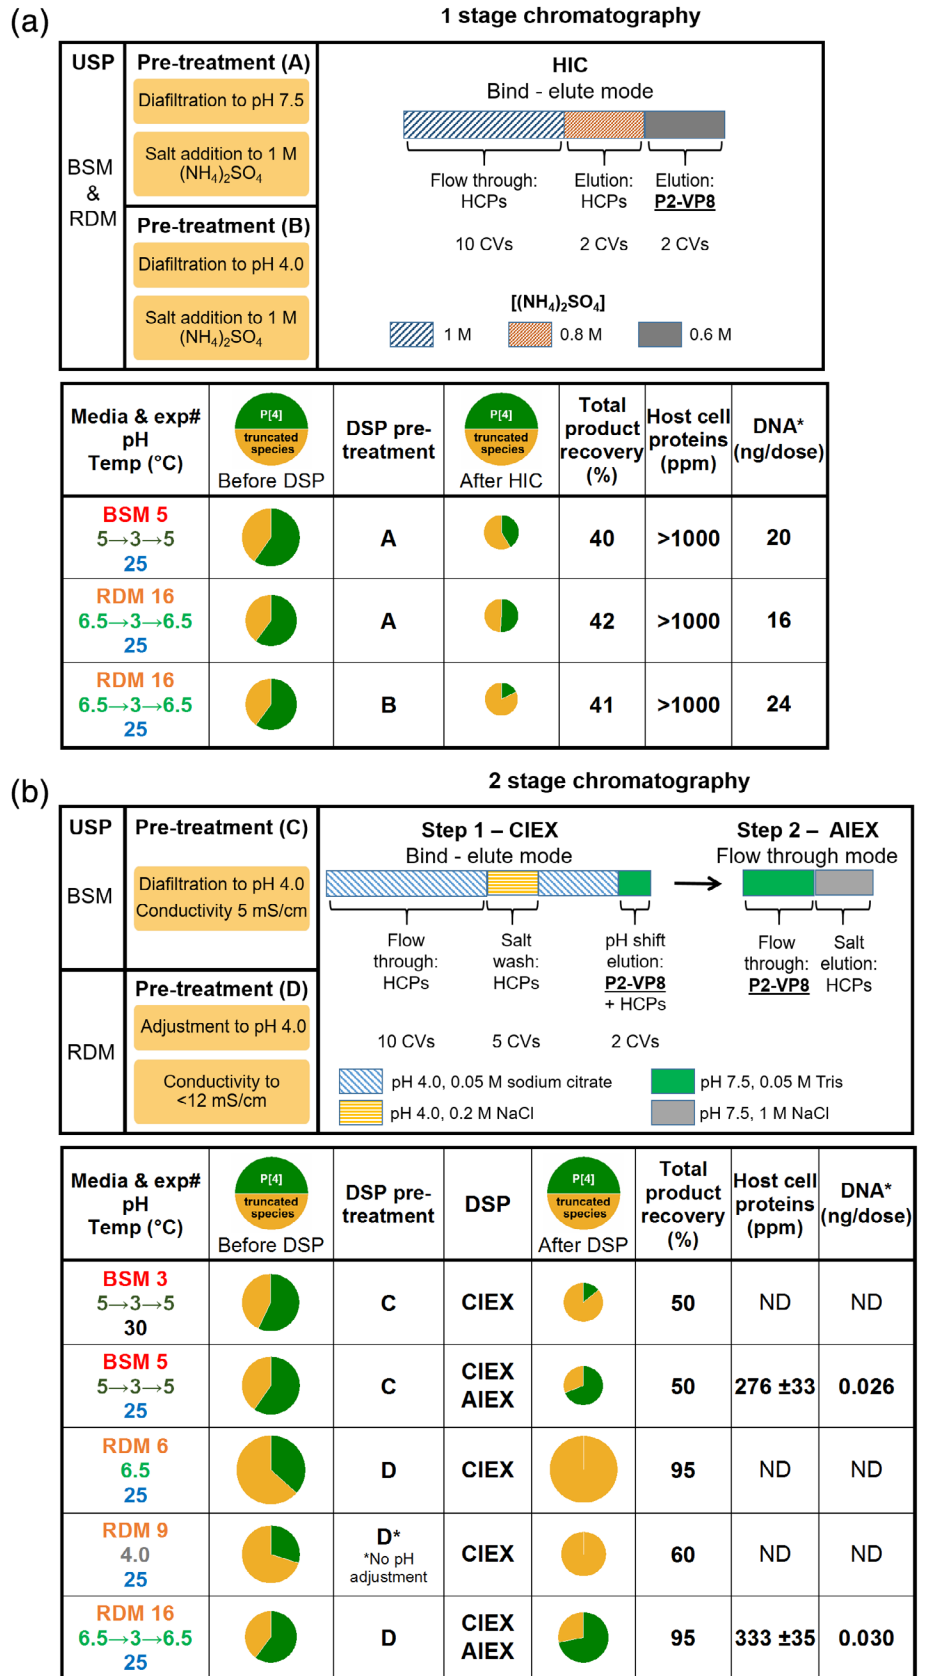 (a)
1 stage chromatography
USP
Pre-treatment (A)
Diafiltration to pH 7.5
Salt addition to 1 M
(NH4)2SO4
BSM
&
RDM
Pre-treatment (B)
Diafiltration to pH 4.0
Salt addition to 1 M
(NH4)2SO4
HIC
Bind - elute mode
Flow through:
HCPs
10 CVs
Elution:
HCPs
2 CVs
Elution:
P2-VP8
2 CVs
[(NH4)2SO4]
1 M
0.8 M
0.6 M
Media & exp#
pH
Temp (°C)
P[4]
truncated
species
Before DSP
DSP pre-
treatment
P[4]
truncated
species
After HIC
Total
product
recovery
(%)
Host cell
proteins
(ppm)
DNA*
(ng/dose)
BSM 5
5→3→5
25
A
40
>1000
20
RDM 16
6.5→3→6.5
25
A
42
>1000
16
RDM 16
6.5→3→6.5
25
B
41
>1000
24
(b)
2 stage chromatography
USP
Pre-treatment (C)
BSM
Diafiltration to pH 4.0
Conductivity 5 mS/cm
Pre-treatment (D)
RDM
Adjustment to pH 4.0
Conductivity to
<12 mS/cm
Step 1 – CIEX
Bind - elute mode
Flow
through:
HCPs
10 CVs
Salt
wash:
HCPs
5 CVs
pH shift
elution:
P2-VP8
+ HCPs
2 CVs
Step 2 – AIEX
Flow through mode
Flow
through:
P2-VP8
Salt
elution:
HCPs
pH 4.0, 0.05 M sodium citrate
pH 7.5, 0.05 M Tris
pH 4.0, 0.2 M NaCl
pH 7.5, 1 M NaCl
Media & exp#
pH
Temp (°C)
P[4]
truncated
species
Before DSP
DSP pre-
treatment
DSP
P[4]
truncated
species
After DSP
Total
product
recovery
(%)
Host cell
proteins
(ppm)
DNA*
(ng/dose)
BSM 3
5→3→5
30
C
CIEX
50
ND
ND
BSM 5
5→3→5
25
C
CIEX
AIEX
50
276 ±33
0.026
RDM 6
6.5
25
D
CIEX
95
ND
ND
RDM 9
4.0
25
D*
*No pH
adjustment
CIEX
60
ND
ND
RDM 16
6.5→3→6.5
25
D
CIEX
AIEX
95
333 ±35
0.030